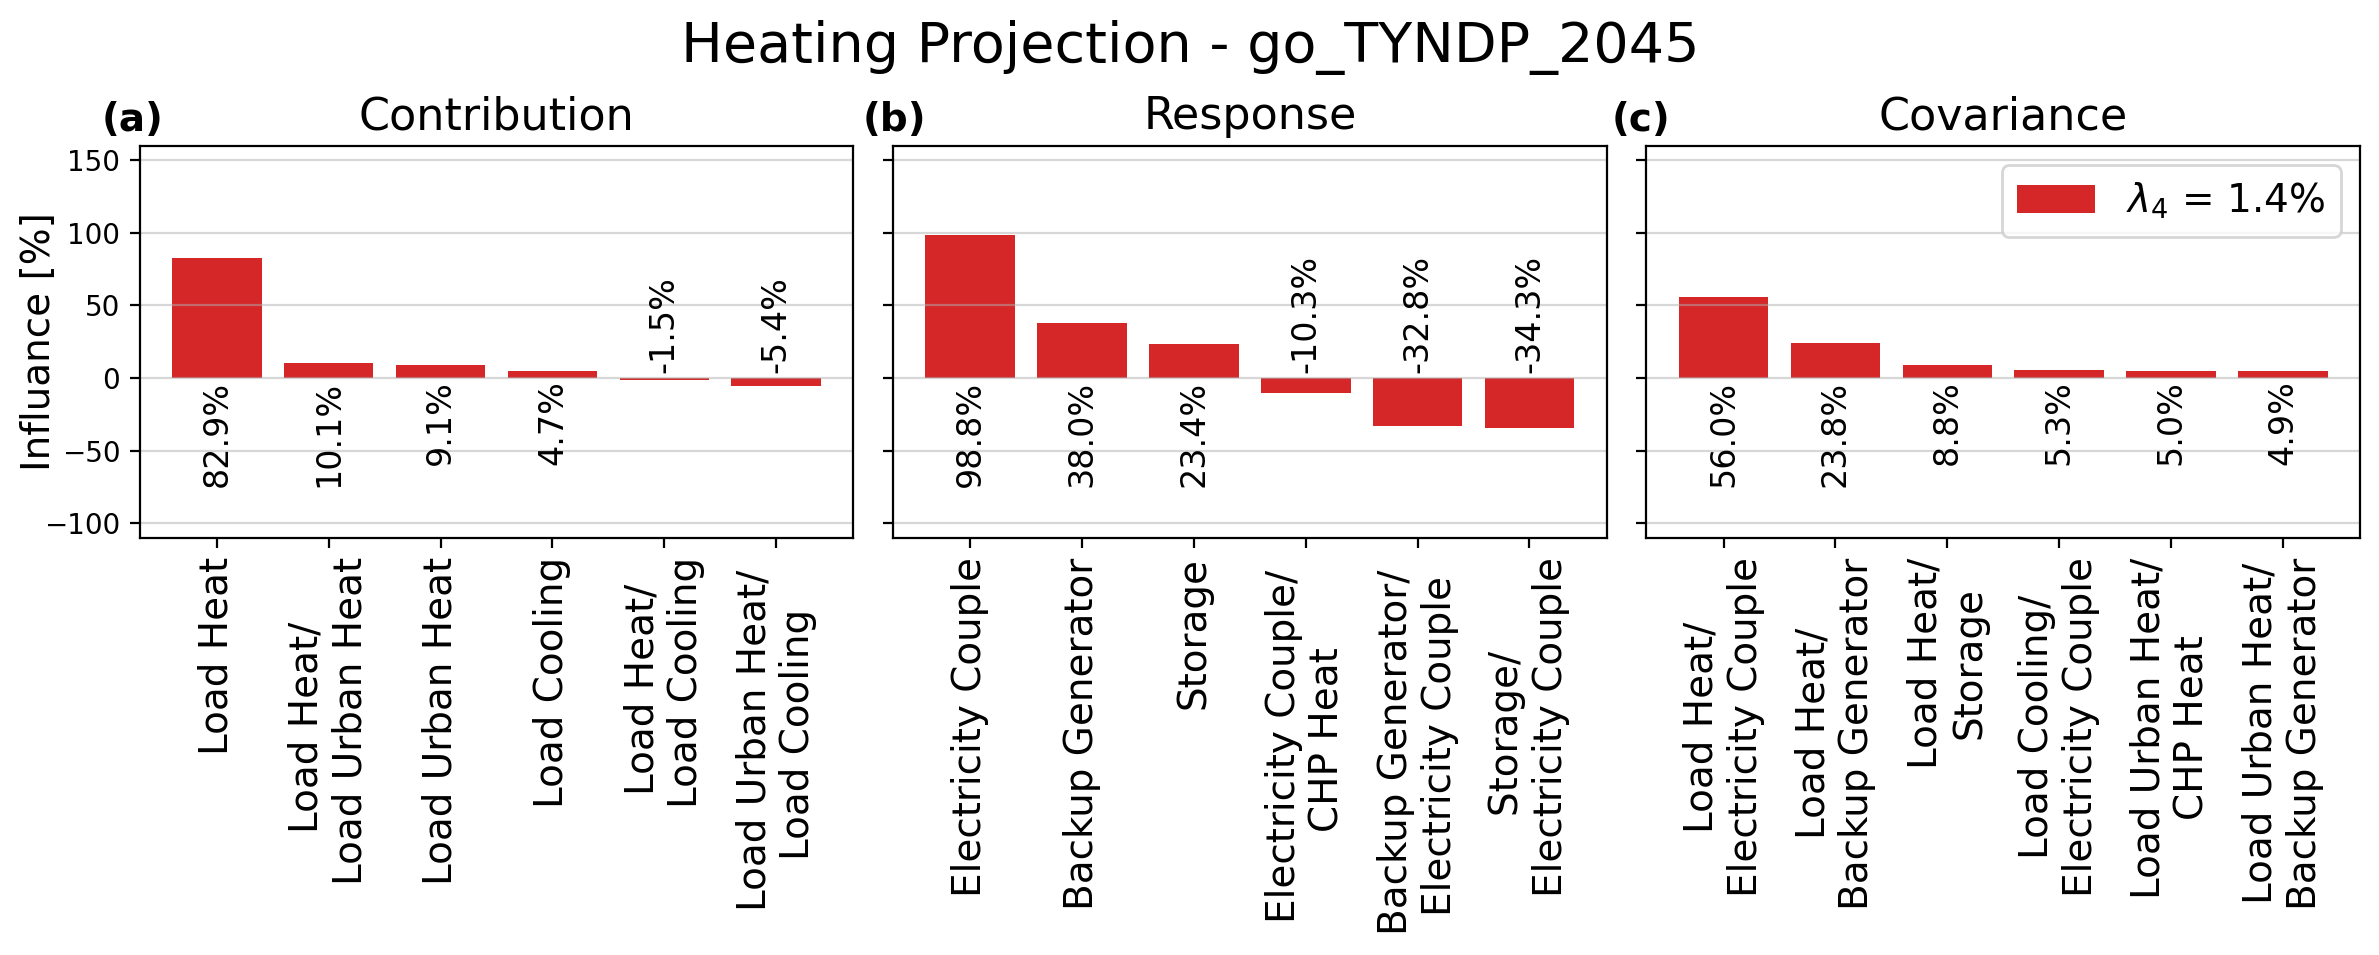 Heating Projection - go_TYNDP_2045
(a)
Contribution
Influance [%]
150
100
50
0
−50
−100
82.9%
10.1%
9.1%
4.7%
-1.5%
-5.4%
Load Heat
Load Heat/
Load Urban Heat
Load Urban Heat
Load Cooling
Load Heat/
Load Cooling
Load Urban Heat/
Load Cooling
(b)
Response
98.8%
38.0%
23.4%
-10.3%
-32.8%
-34.3%
Electricity Couple
Backup Generator
Storage
Electricity Couple/
CHP Heat
Backup Generator/
Electricity Couple
Storage/
Electricity Couple
(c)
Covariance
λ₄ = 1.4%
56.0%
23.8%
8.8%
5.3%
5.0%
4.9%
Load Heat/
Electricity Couple
Load Heat/
Backup Generator
Load Heat/
Storage
Load Cooling/
Electricity Couple
Load Urban Heat/
CHP Heat
Load Urban Heat/
Backup Generator